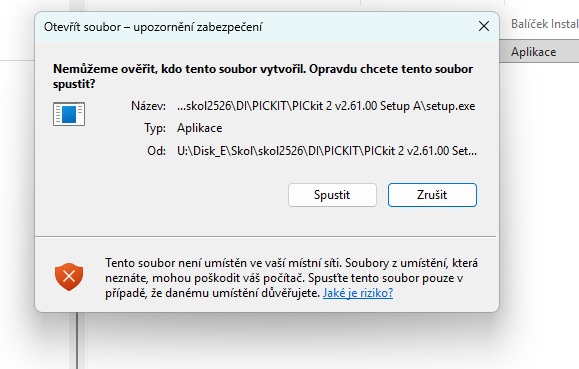 Otevřít soubor – upozornění zabezpečení
Balíček Instal
Aplikace
Nemůžeme ověřit, kdo tento soubor vytvořil. Opravdu chcete tento soubor
spustit?
Název: ...skol2526\DI\PICKIT\PICkit 2 v2.61.00 Setup A\setup.exe
Typ: Aplikace
Od: U:\Disk_E\Skol\skol2526\DI\PICKIT\PICkit 2 v2.61.00 Set...
Spustit
Zrušit
Tento soubor není umístěn ve vaší místní síti. Soubory z umístění, která
neznáte, mohou poškodit váš počítač. Spusťte tento soubor pouze v
případě, že danému umístění důvěřujete. Jaké je riziko?